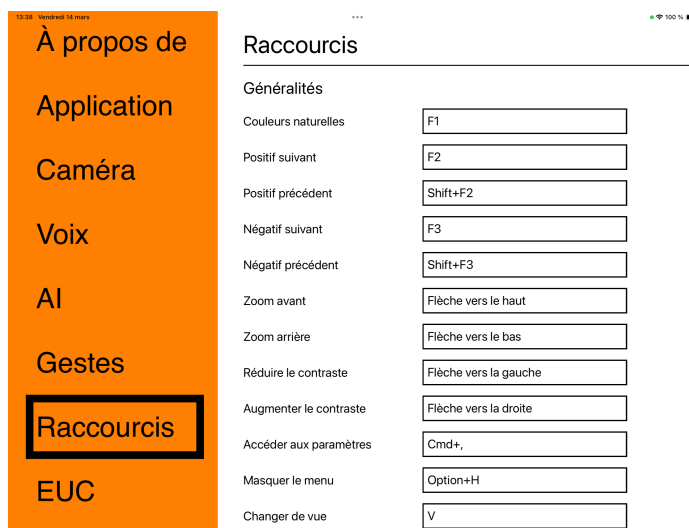 13:38 Vendredi 14 mars
100 %
À propos de
Application
Caméra
Voix
AI
Gestes
Raccourcis
EUC
Raccourcis
Généralités
Couleurs naturelles F1
Positif suivant F2
Positif précédent Shift+F2
Négatif suivant F3
Négatif précédent Shift+F3
Zoom avant Flèche vers le haut
Zoom arrière Flèche vers le bas
Réduire le contraste Flèche vers la gauche
Augmenter le contraste Flèche vers la droite
Accéder aux paramètres Cmd+,
Masquer le menu Option+H
Changer de vue V